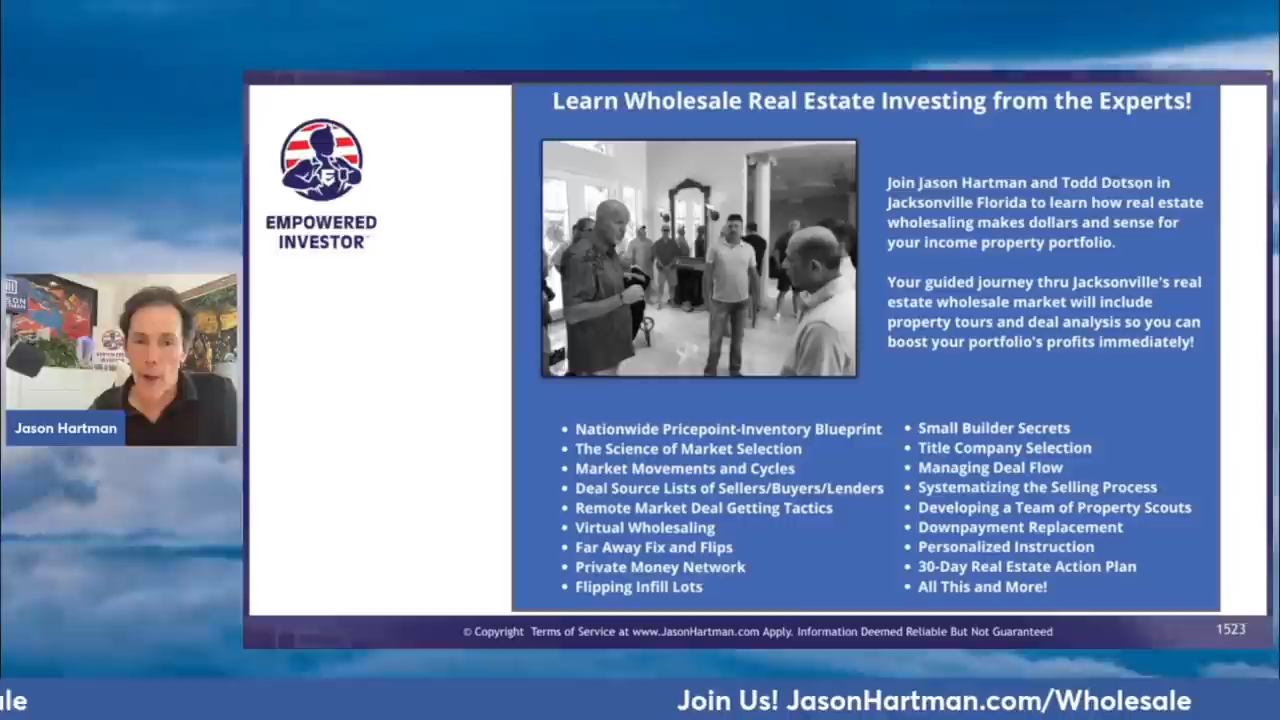 Learn Wholesale Real Estate Investing from the Experts!
EMPOWERED
INVESTOR
Join Jason Hartman and Todd Dotson in
Jacksonville Florida to learn how real estate
wholesaling makes dollars and sense for
your income property portfolio.
Your guided journey thru Jacksonville's real
estate wholesale market will include
property tours and deal analysis so you can
boost your portfolio's profits immediately!
Jason Hartman
• Nationwide Pricepoint-Inventory Blueprint
• The Science of Market Selection
• Market Movements and Cycles
• Deal Source Lists of Sellers/Buyers/Lenders
• Remote Market Deal Getting Tactics
• Virtual Wholesaling
• Far Away Fix and Flips
• Private Money Network
• Flipping Infill Lots
• Small Builder Secrets
• Title Company Selection
• Managing Deal Flow
• Systematizing the Selling Process
• Developing a Team of Property Scouts
• Downpayment Replacement
• Personalized Instruction
• 30-Day Real Estate Action Plan
• All This and More!
© Copyright Terms of Service at www.JasonHartman.com Apply. Information Deemed Reliable But Not Guaranteed
1523
Join Us! JasonHartman.com/Wholesale